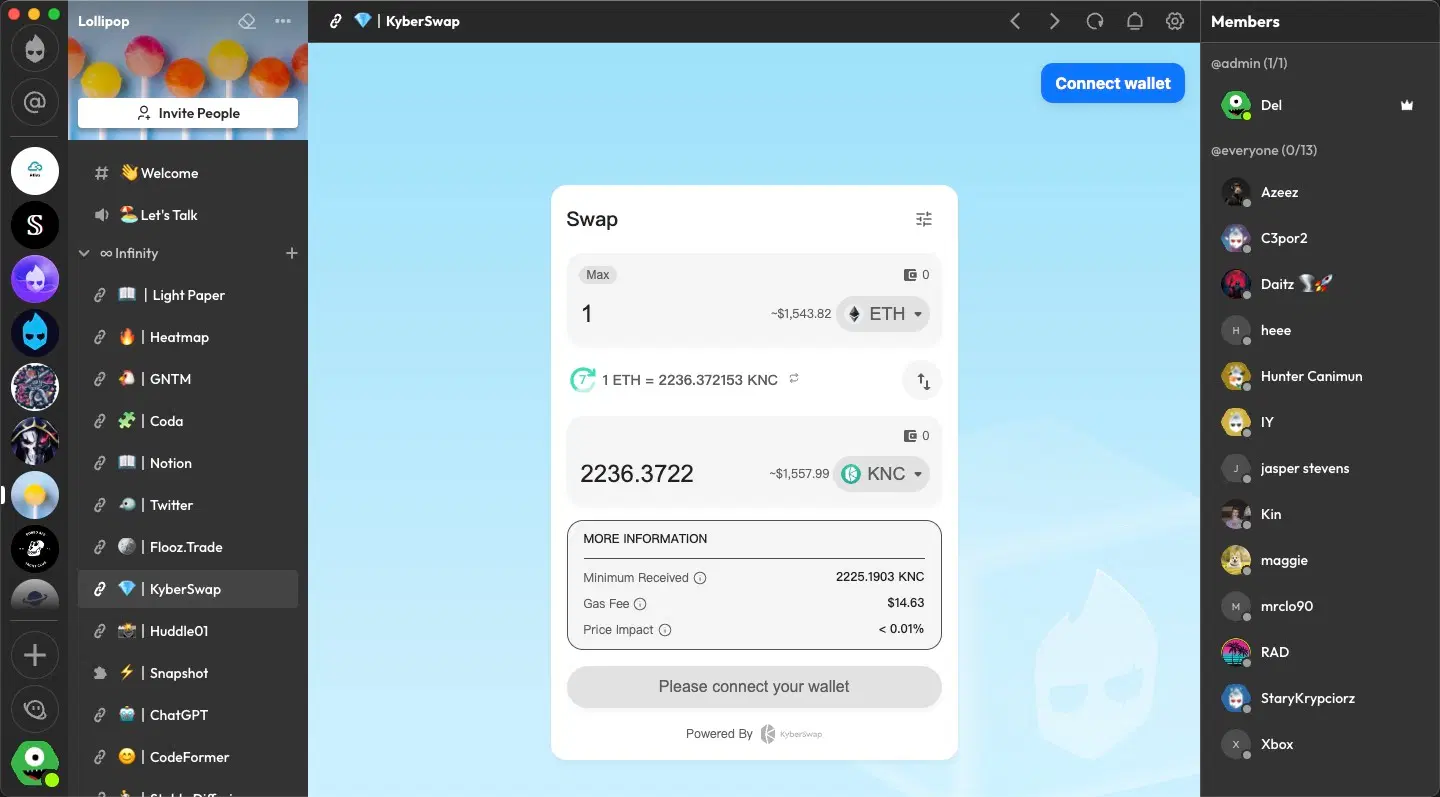 Lollipop
Invite People
Welcome
Let's Talk
∞ Infinity
| Light Paper
| Heatmap
| GNTM
| Coda
| Notion
| Twitter
| Flooz.Trade
| KyberSwap
| Huddle01
| Snapshot
| ChatGPT
| CodeFormer
| KyberSwap
Connect wallet
Swap
Max
0
1
~$1,543.82
ETH
7
1 ETH = 2236.372153 KNC
0
2236.3722
~$1,557.99
KNC
MORE INFORMATION
Minimum Received
2225.1903 KNC
Gas Fee
$14.63
Price Impact
< 0.01%
Please connect your wallet
Powered By KyberSwap
Members
@admin (1/1)
Del
@everyone (0/13)
Azeez
C3por2
Daitz
H
heee
Hunter Canimun
IY
J
jasper stevens
Kin
maggie
M
mrclo90
RAD
StaryKrypciorz
X
Xbox